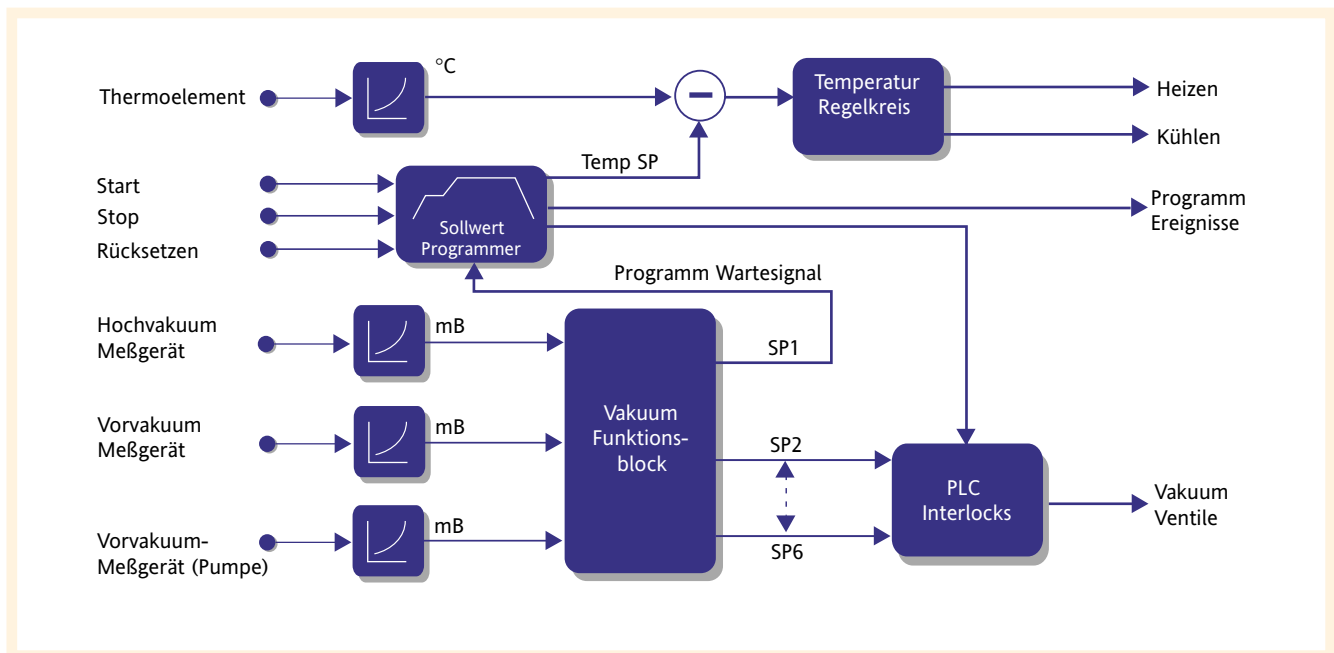 Thermoelement
°C
Temperatur
Regelkreis
Heizen
Kühlen
Start
Stop
Rücksetzen
Sollwert
Programmer
Temp SP
Programm
Ereignisse
Programm Wartesignal
Hochvakuum
Meßgerät
mB
SP1
Vorvakuum
Meßgerät
mB
Vakuum
Funktions-
block
SP2
SP6
PLC
Interlocks
Vakuum
Ventile
Vorvakuum-
Meßgerät (Pumpe)
mB